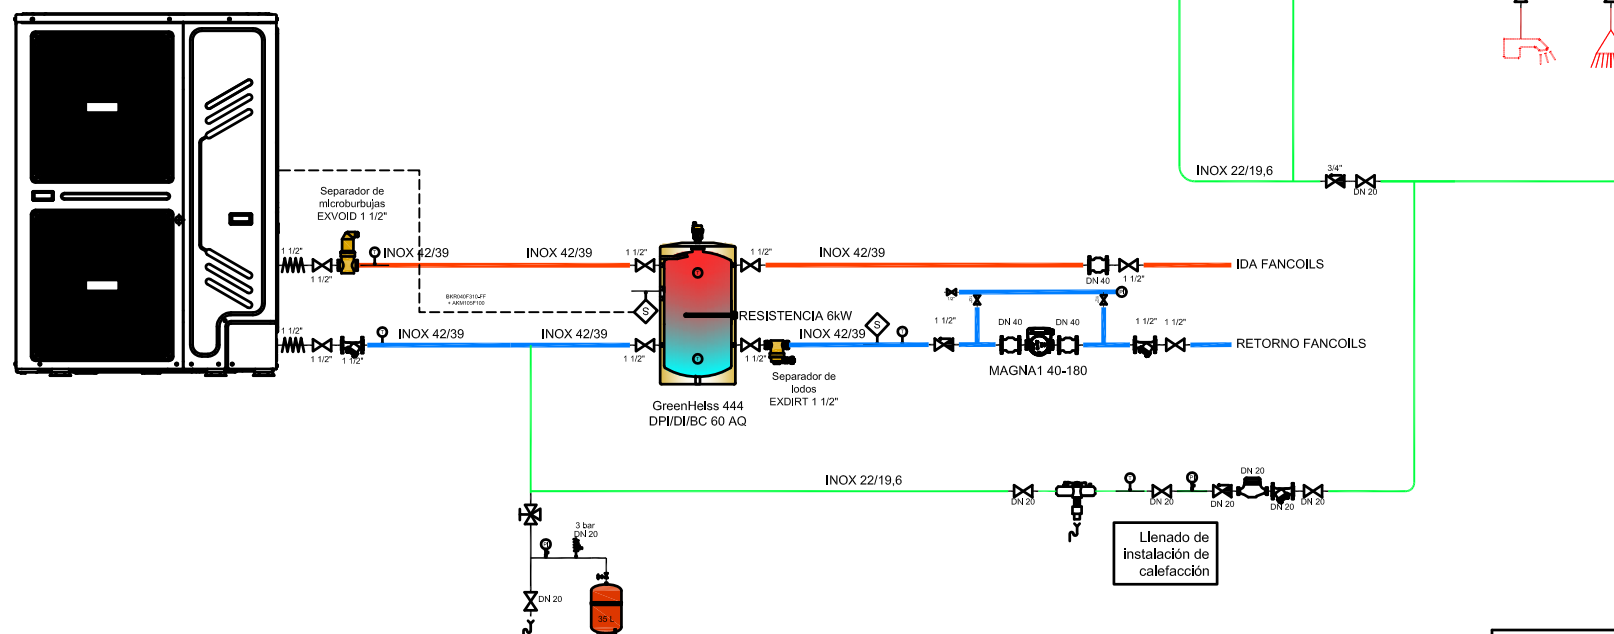 INOX 22/19,6
3/4"
DN 20
Separador de
microburbujas
EXVOID 1 1/2"
1 1/2"
1 1/2"
T
INOX 42/39
INOX 42/39
1 1/2"
1 1/2"
INOX 42/39
DN 40
1 1/2"
IDA FANCOILS
BKR040F310-FF
+ AKM105F100
S
RESISTENCIA 6kW
1 1/2"
1 1/2"
1 1/2"
T
INOX 42/39
INOX 42/39
1 1/2"
1 1/2"
INOX 42/39
S
T
1 1/2"
DN 40
DN 40
1 1/2"
1 1/2"
RETORNO FANCOILS
MAGNA1 40-180
Separador de
lodos
EXDIRT 1 1/2"
GreenHeiss 444
DPI/DI/BC 60 AQ
INOX 22/19,6
DN 20
DN 20
DN 20
DN 20
DN 20
DN 20
Llenado de
instalación de
calefacción
3 bar
DN 20
DN 20
35 L